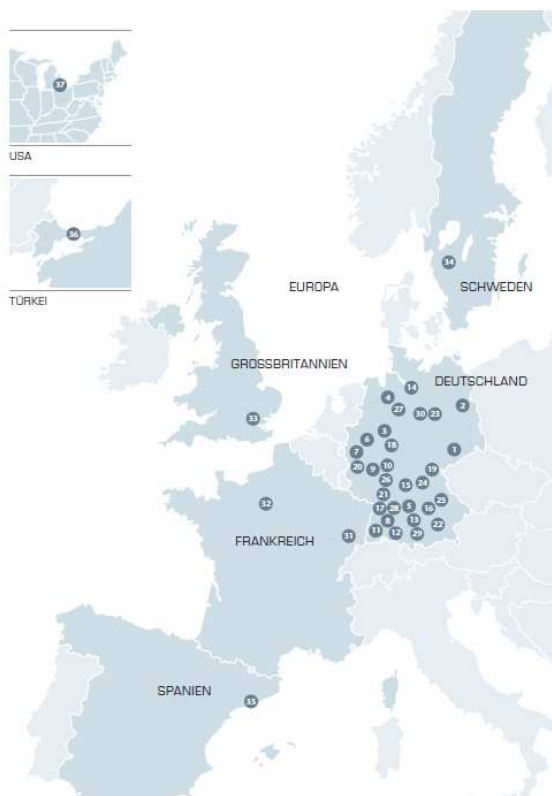 37
USA
36
TÜRKEI
34
EUROPA
SCHWEDEN
GROSSBRITANNIEN
DEUTSCHLAND
14
4
2
27
30 23
33
3
6
18
7
1
20 9 10
19
26
15 24
21
25
32
17 28 5 16
8 13
22
11 12 29
31
FRANKREICH
SPANIEN
35